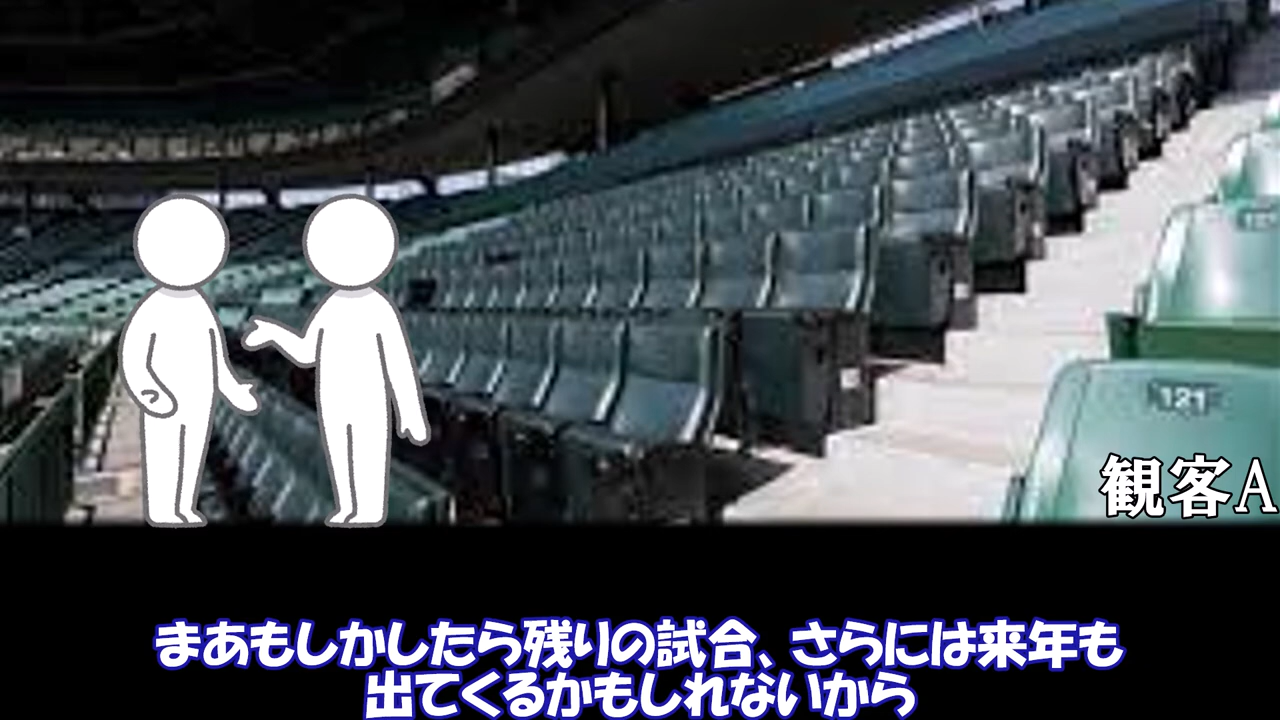 121
観客A
まあもしかしたら残りの試合、さらには来年も
出てくるかもしれないから